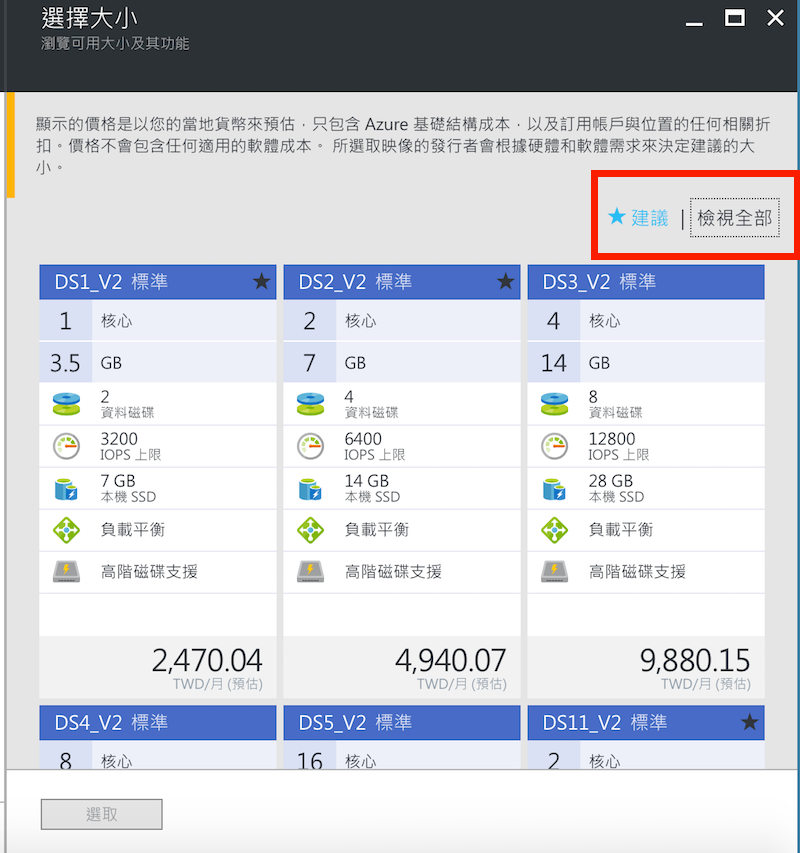 選擇大小
瀏覽可用大小及其功能
顯示的價格是以您的當地貨幣來預估，只包含 Azure 基礎結構成本，以及訂用帳戶與位置的任何相關折
扣。價格不會包含任何適用的軟體成本。 所選取映像的發行者會根據硬體和軟體需求來決定建議的大
小。
★ 建議 | 檢視全部
DS1_V2 標準 ★
1 核心
3.5 GB
2
資料磁碟
3200
IOPS 上限
7 GB
本機 SSD
負載平衡
高階磁碟支援
2,470.04
TWD/月 (預估)
DS2_V2 標準 ★
2 核心
7 GB
4
資料磁碟
6400
IOPS 上限
14 GB
本機 SSD
負載平衡
高階磁碟支援
4,940.07
TWD/月 (預估)
DS3_V2 標準
4 核心
14 GB
8
資料磁碟
12800
IOPS 上限
28 GB
本機 SSD
負載平衡
高階磁碟支援
9,880.15
TWD/月 (預估)
DS4_V2 標準
8 核心
DS5_V2 標準
16 核心
DS11_V2 標準 ★
2 核心
選取